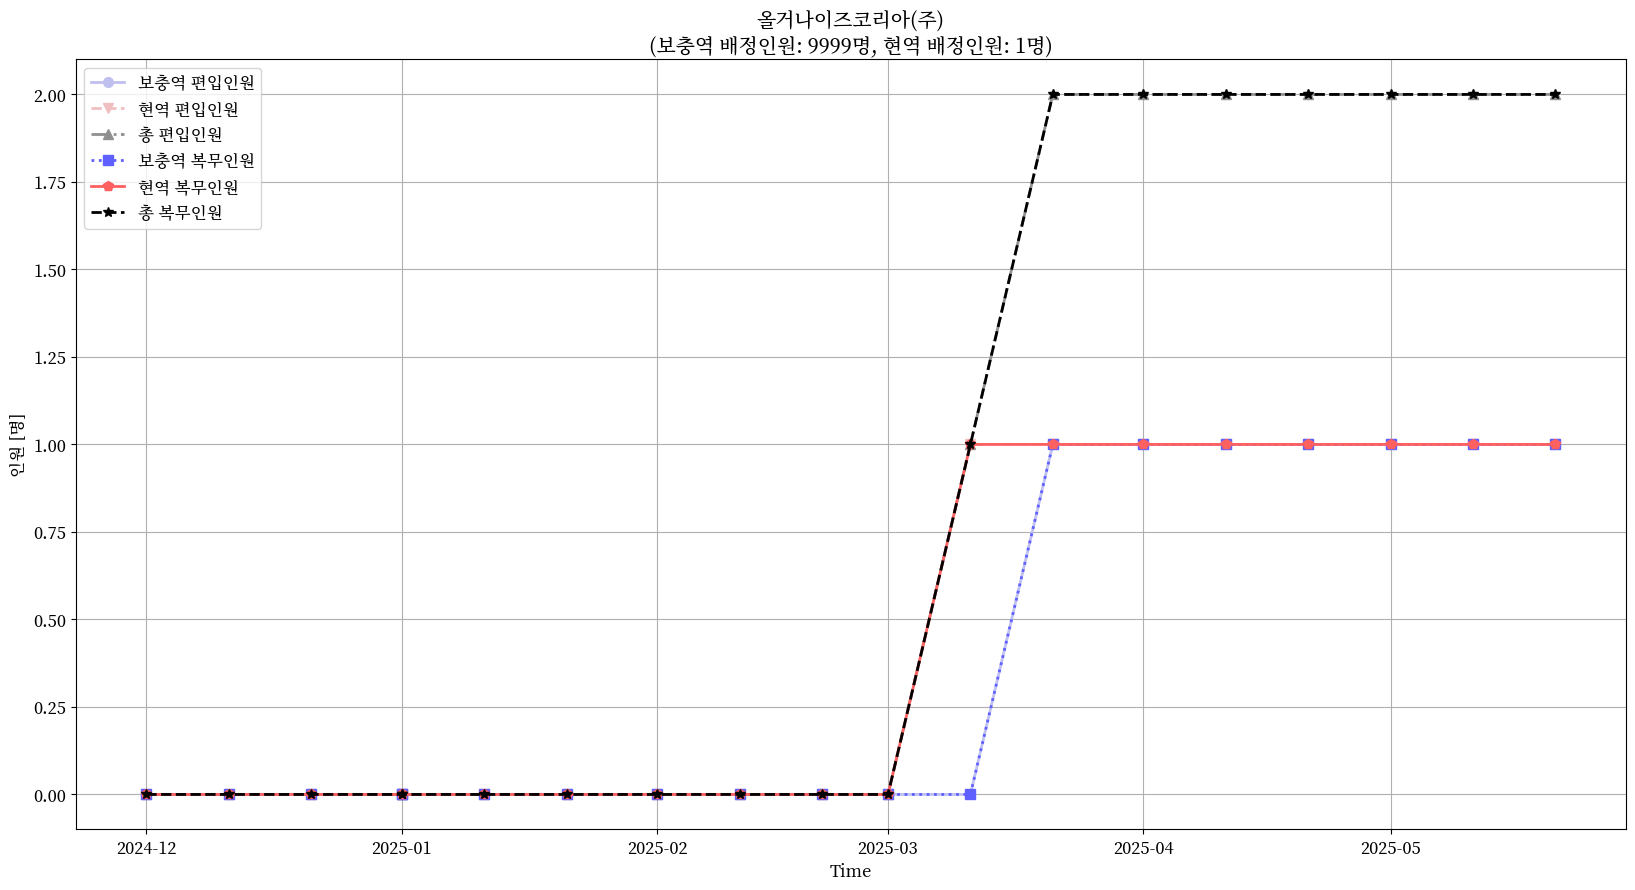 올거나이즈코리아(주)
(보충역 배정인원: 9999명, 현역 배정인원: 1명)
보충역 편입인원
현역 편입인원
총 편입인원
보충역 복무인원
현역 복무인원
총 복무인원
2.00
1.75
1.50
1.25
1.00
0.75
0.50
0.25
0.00
인원 [명]
2024-12
2025-01
2025-02
2025-03
2025-04
2025-05
Time